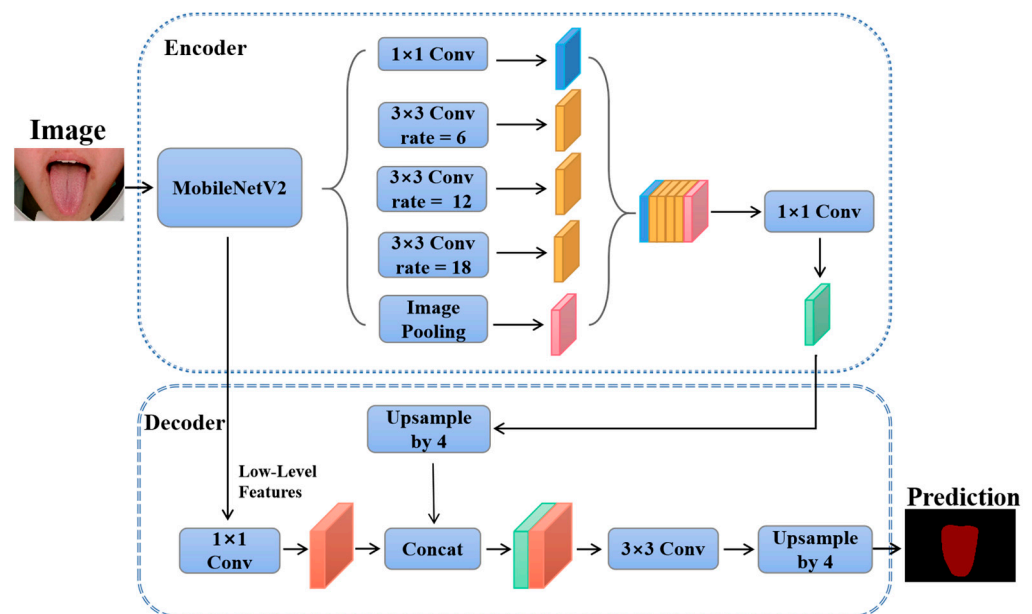 Encoder
Image
MobileNetV2
1×1 Conv
3×3 Conv
rate = 6
3×3 Conv
rate = 12
3×3 Conv
rate = 18
Image
Pooling
1×1 Conv
Decoder
Upsample
by 4
Low-Level
Features
1×1
Conv
Concat
3×3 Conv
Upsample
by 4
Prediction